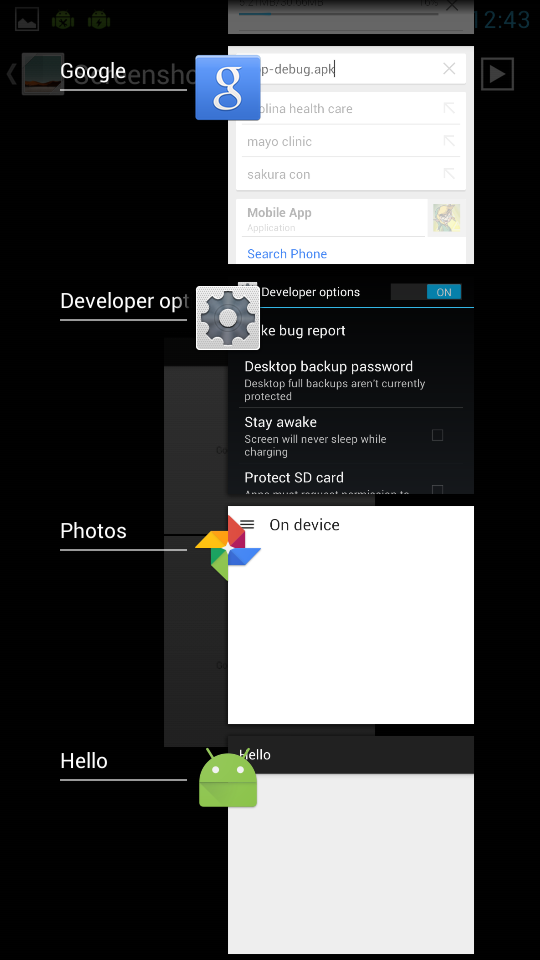 12:43
Screensho
Google
p-debug.apk
olina health care
mayo clinic
sakura con
Mobile App
Application
Search Phone
Developer opt
Developer options
ON
ke bug report
Desktop backup password
Desktop full backups aren't currently
protected
Stay awake
Screen will never sleep while
charging
Protect SD card
Photos
On device
Hello
Hello